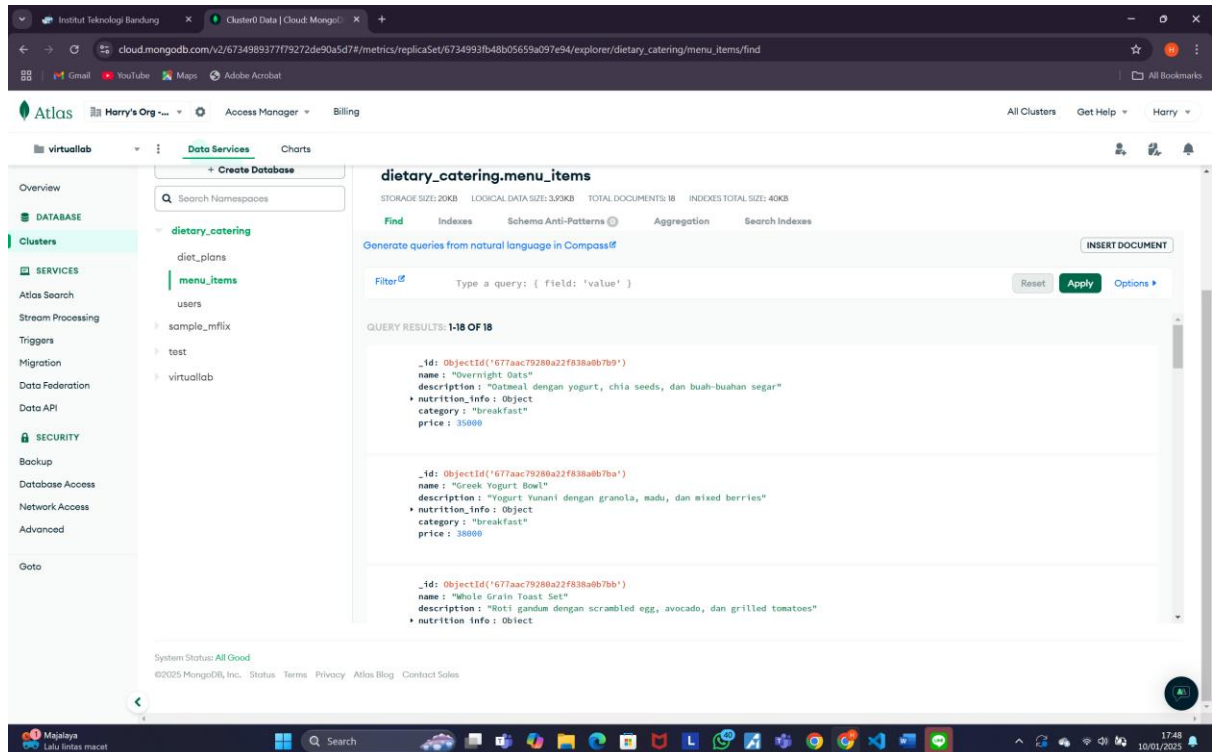 Institut Teknologi Bandung
Cluster0 Data | Cloud: MongoD
cloud.mongodb.com/v2/6734989377f79272de90a5d7#/metrics/replicaSet/6734993fb48b05659a097e94/explorer/dietary_catering/menu_items/find
Gmail YouTube Maps Adobe Acrobat All Bookmarks
Atlas Harry's Org -... Access Manager Billing All Clusters Get Help Harry
virtuallab Data Services Charts
+ Create Database
Search Namespaces
dietary_catering
diet_plans
menu_items
users
sample_mflix
test
virtuallab
Overview
DATABASE
Clusters
SERVICES
Atlas Search
Stream Processing
Triggers
Migration
Data Federation
Data API
SECURITY
Backup
Database Access
Network Access
Advanced
Goto
dietary_catering.menu_items
STORAGE SIZE: 20KB LOGICAL DATA SIZE: 3.93KB TOTAL DOCUMENTS: 18 INDEXES TOTAL SIZE: 40KB
Find Indexes Schema Anti-Patterns 0 Aggregation Search Indexes
Generate queries from natural language in Compass
INSERT DOCUMENT
Filter Type a query: { field: 'value' } Reset Apply Options
QUERY RESULTS: 1-18 OF 18
_id: ObjectId('677aac79280a22f838a0b7b9')
name : "Overnight Oats"
description : "Oatmeal dengan yogurt, chia seeds, dan buah-buahan segar"
nutrition_info : Object
category : "breakfast"
price : 35000
_id: ObjectId('677aac79280a22f838a0b7ba')
name : "Greek Yogurt Bowl"
description : "Yogurt Yunani dengan granola, madu, dan mixed berries"
nutrition_info : Object
category : "breakfast"
price : 38000
_id: ObjectId('677aac79280a22f838a0b7bb')
name : "Whole Grain Toast Set"
description : "Roti gandum dengan scrambled egg, avocado, dan grilled tomatoes"
nutrition_info : Object
System Status: All Good
©2025 MongoDB, Inc. Status Terms Privacy Atlas Blog Contact Sales
Majalaya
Lalu lintas macet
Search
17:48
10/01/2025